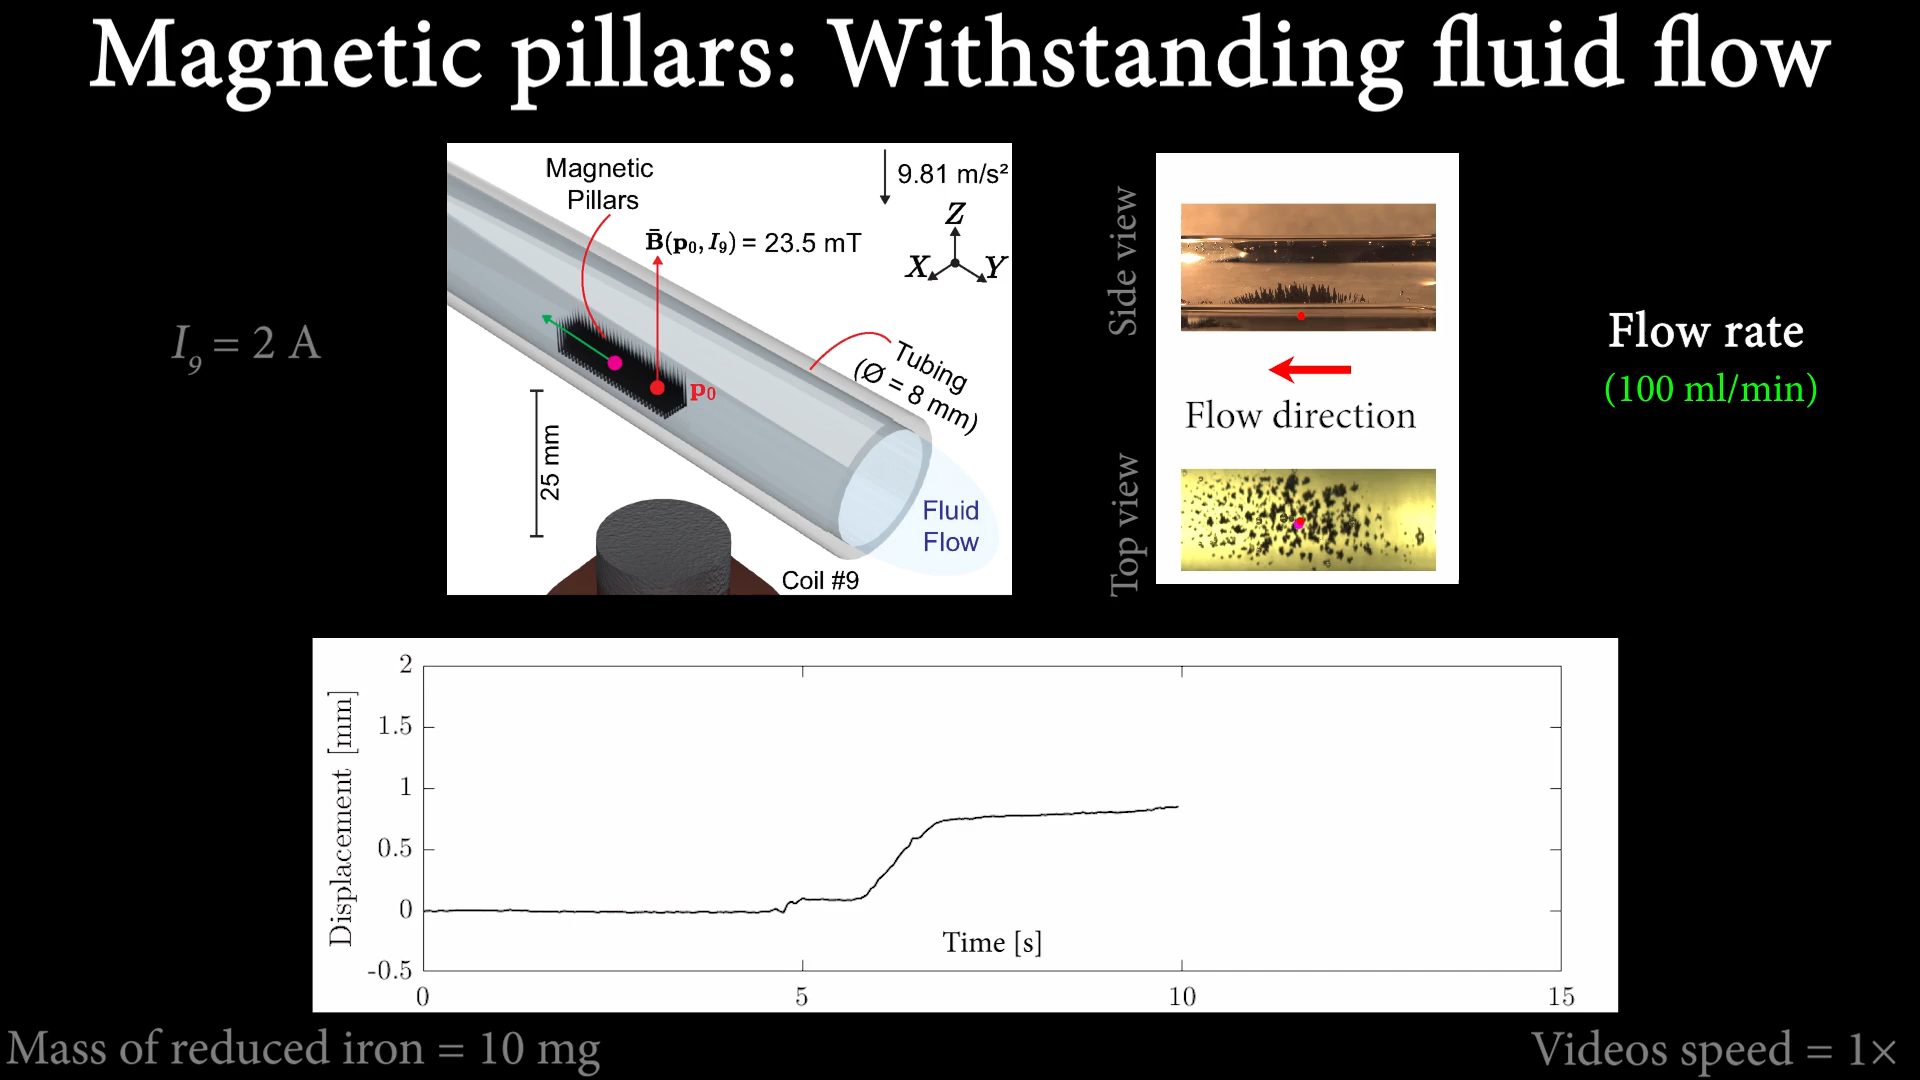 Magnetic pillars: Withstanding fluid flow
I₉ = 2 A
Magnetic
Pillars
9.81 m/s²
Z
X
Y
B̄(p₀, I₉) = 23.5 mT
p₀
Tubing
(Ø = 8 mm)
25 mm
Fluid
Flow
Coil #9
Side view
Flow direction
Top view
Flow rate
(100 ml/min)
Displacement [mm]
2
1.5
1
0.5
0
-0.5
Time [s]
0 5 10 15
Mass of reduced iron = 10 mg
Videos speed = 1×